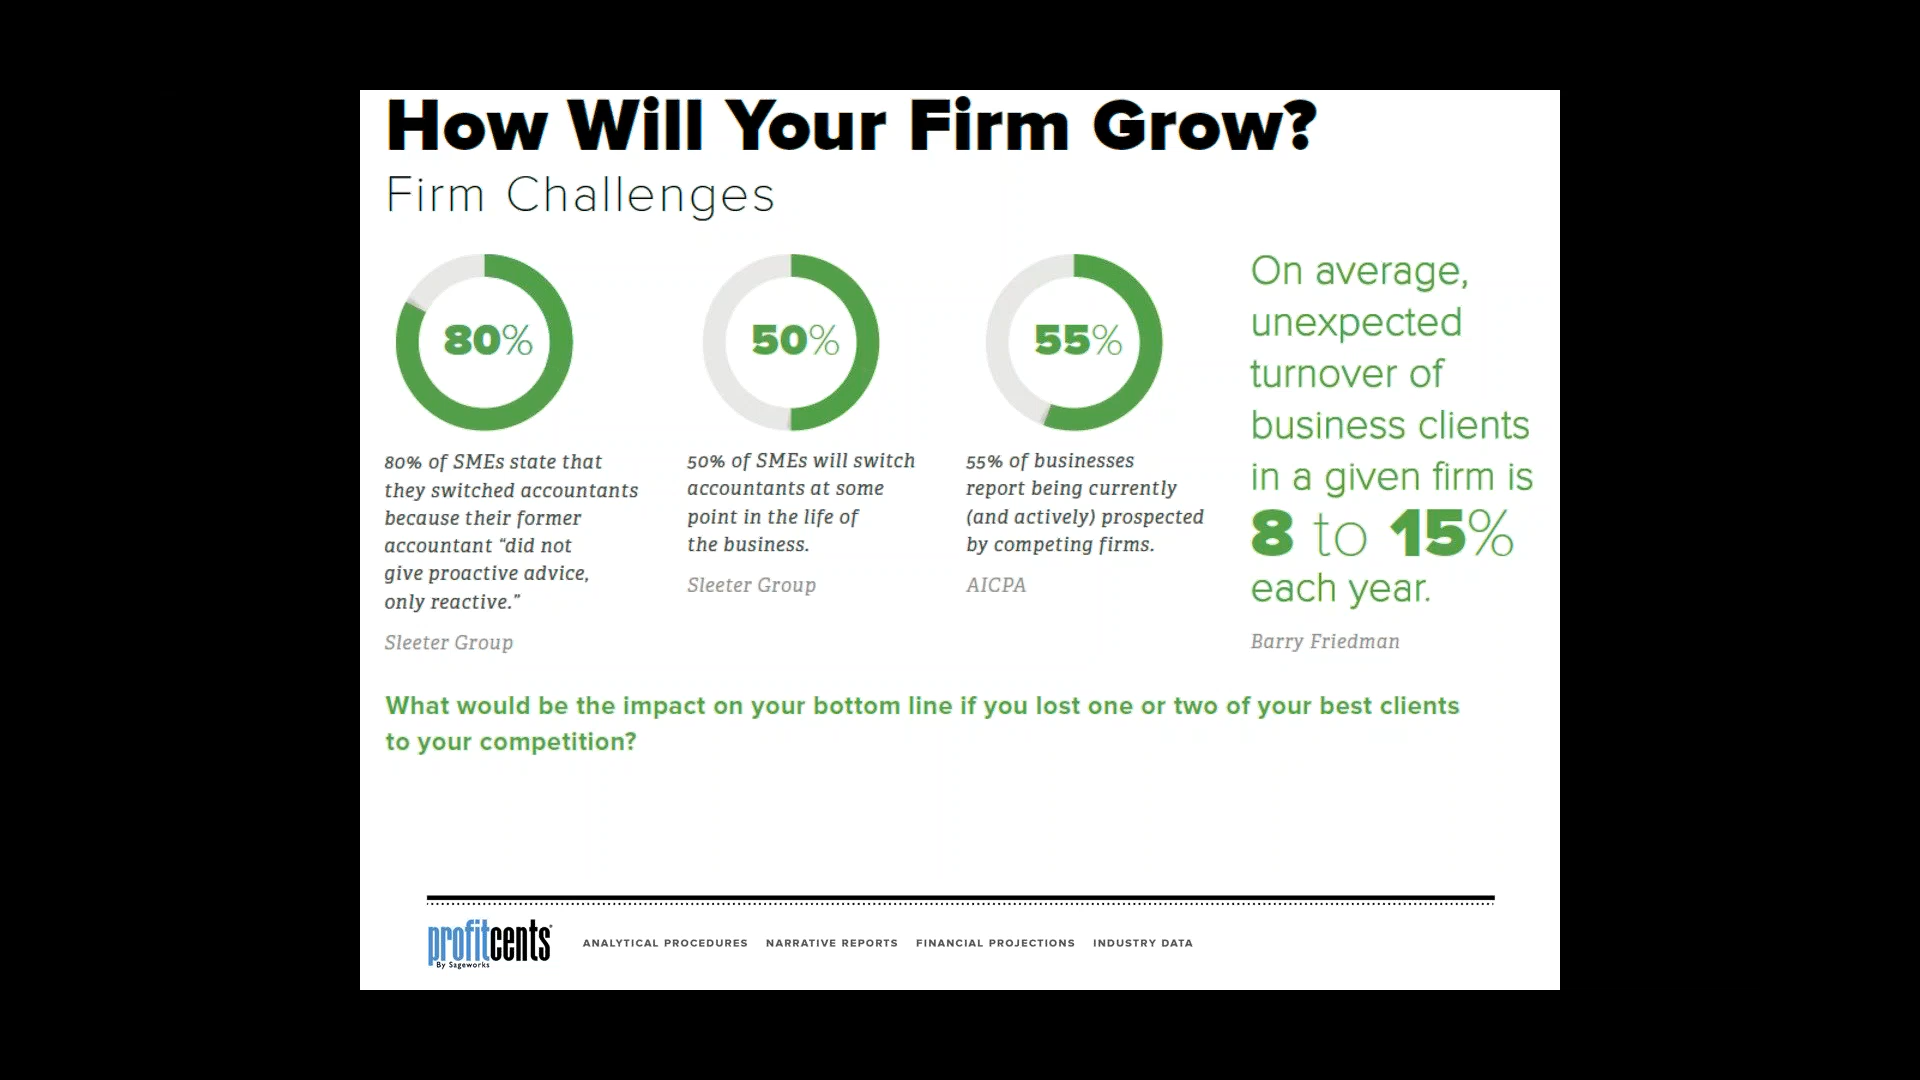 How Will Your Firm Grow?
Firm Challenges
80%
80% of SMEs state that
they switched accountants
because their former
accountant “did not
give proactive advice,
only reactive.”
Sleeter Group
50%
50% of SMEs will switch
accountants at some
point in the life of
the business.
Sleeter Group
55%
55% of businesses
report being currently
(and actively) prospected
by competing firms.
AICPA
On average,
unexpected
turnover of
business clients
in a given firm is
8 to 15%
each year.
Barry Friedman
What would be the impact on your bottom line if you lost one or two of your best clients
to your competition?
profitcents
By Sageworks
ANALYTICAL PROCEDURES NARRATIVE REPORTS FINANCIAL PROJECTIONS INDUSTRY DATA